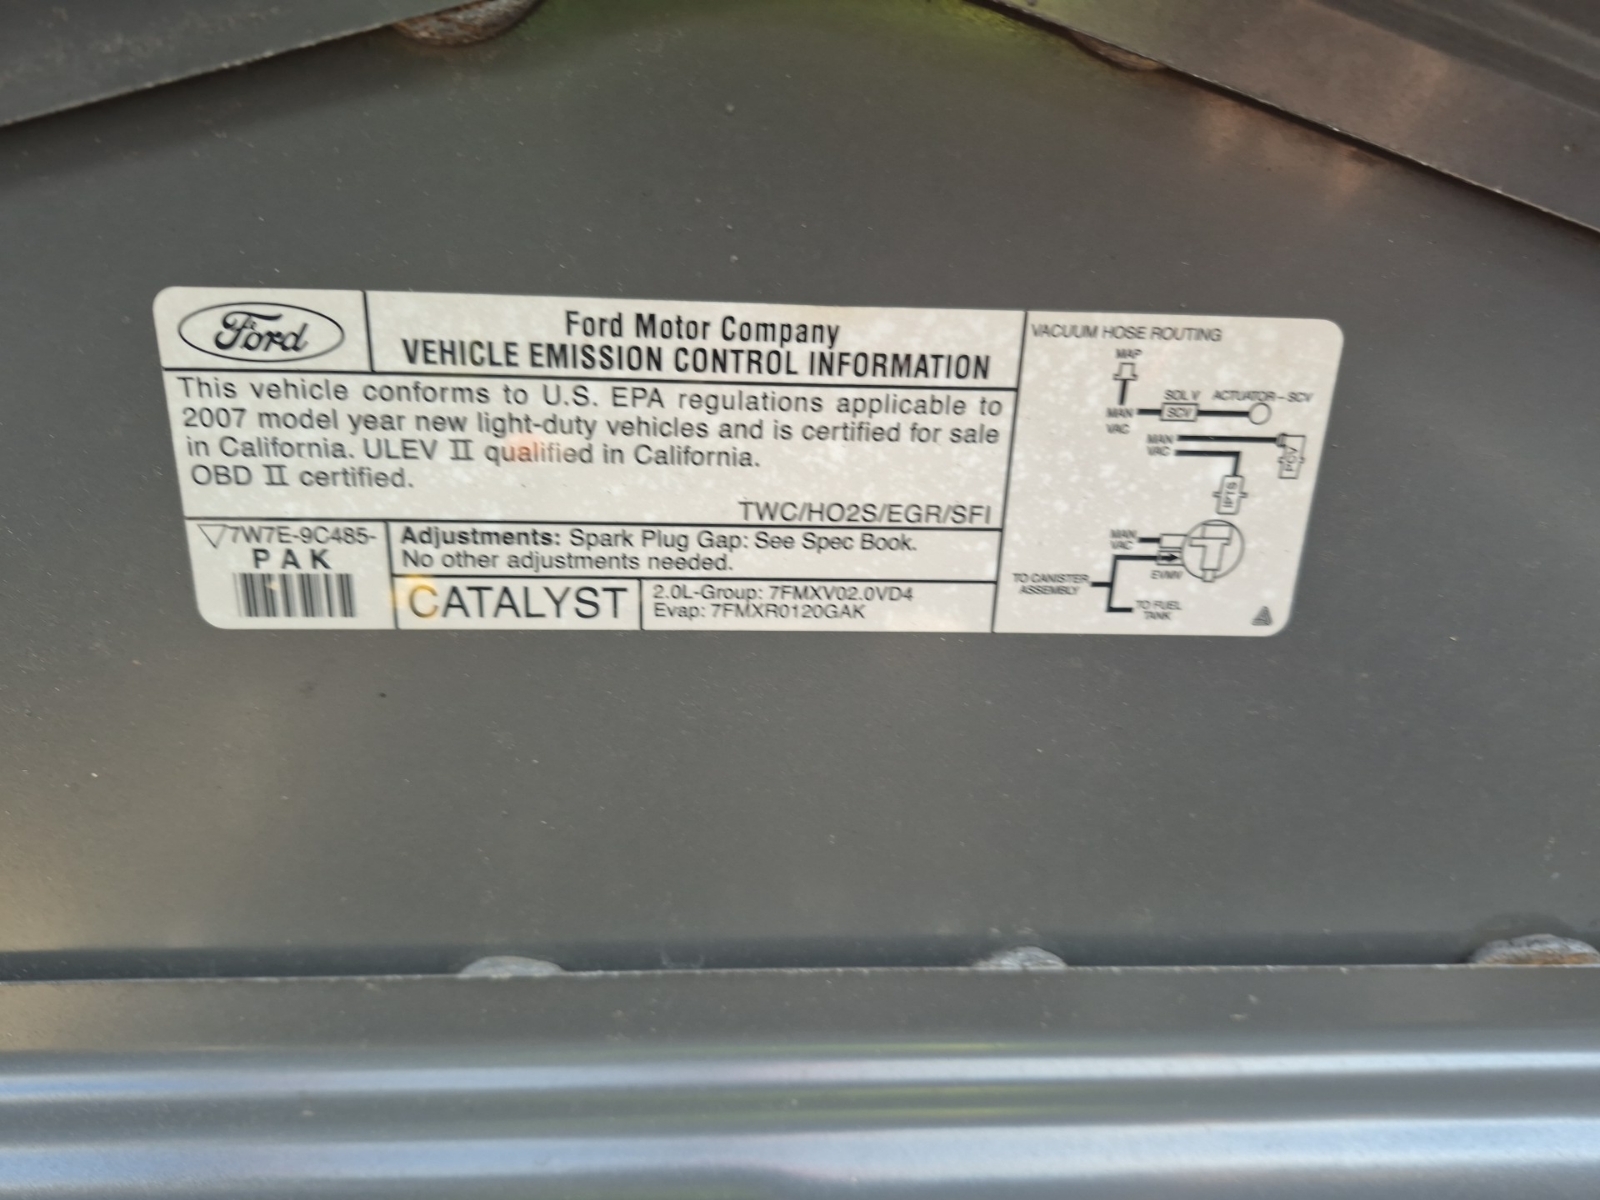 Ford
Ford Motor Company
VEHICLE EMISSION CONTROL INFORMATION
This vehicle conforms to U.S. EPA regulations applicable to
2007 model year new light-duty vehicles and is certified for sale
in California. ULEV II qualified in California.
OBD II certified.
TWC/HO2S/EGR/SFI
7W7E-9C485-
PAK
Adjustments: Spark Plug Gap: See Spec Book.
No other adjustments needed.
CATALYST
2.0L-Group: 7FMXV02.0VD4
Evap: 7FMXR0120GAK
VACUUM HOSE ROUTING
MAP
SOL V ACTUATOR-SCV
MAN
VAC
SCV
MAN
VAC
PCV
MAN
VAC
EVMV
TO CANISTER
ASSEMBLY
TO FUEL
TANK